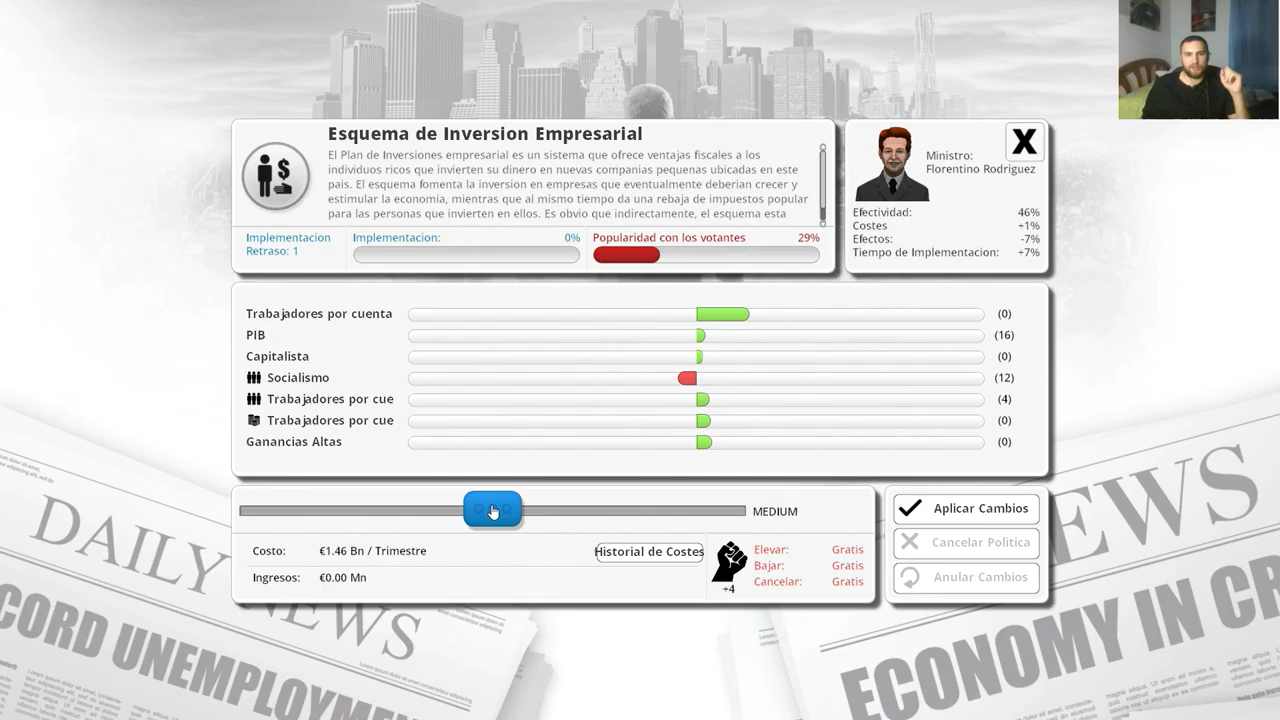 Esquema de Inversion Empresarial
El Plan de Inversiones empresarial es un sistema que ofrece ventajas fiscales a los
individuos ricos que invierten su dinero en nuevas companias pequenas ubicadas en este
pais. El esquema fomenta la inversion en empresas que eventualmente deberian crecer y
estimular la economia, mientras que al mismo tiempo da una rebaja de impuestos popular
para las personas que invierten en ellos. Es obvio que indirectamente, el esquema esta
Implementacion
Retraso: 1
Implementacion: 0%
Popularidad con los votantes 29%
X
Ministro:
Florentino Rodriguez
Efectividad: 46%
Costes +1%
Efectos: -7%
Tiempo de Implementacion: +7%
Trabajadores por cuenta (0)
PIB (16)
Capitalista (0)
Socialismo (12)
Trabajadores por cue (4)
Trabajadores por cue (0)
Ganancias Altas (0)
MEDIUM
Costo: €1.46 Bn / Trimestre
Historial de Costes
Ingresos: €0.00 Mn
+4
Elevar: Gratis
Bajar: Gratis
Cancelar: Gratis
Aplicar Cambios
Cancelar Politica
Anular Cambios
DAILY NEWS
CORD UNEMPLOYM
NEWS
ECONOMY IN CR